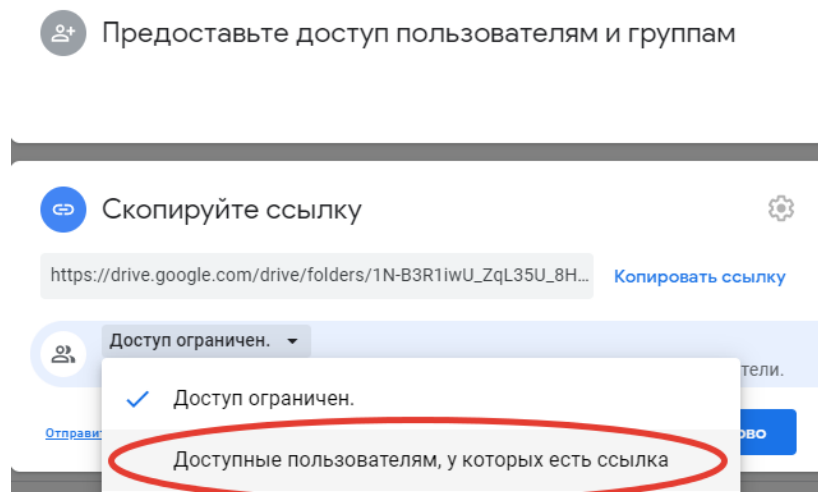 Предоставьте доступ пользователям и группам
Скопируйте ссылку
https://drive.google.com/drive/folders/1N-B3R1iwU_ZqL35U_8H...
Копировать ссылку
Доступ ограничен.
тели.
Доступ ограничен.
Отправи
ово
Доступные пользователям, у которых есть ссылка